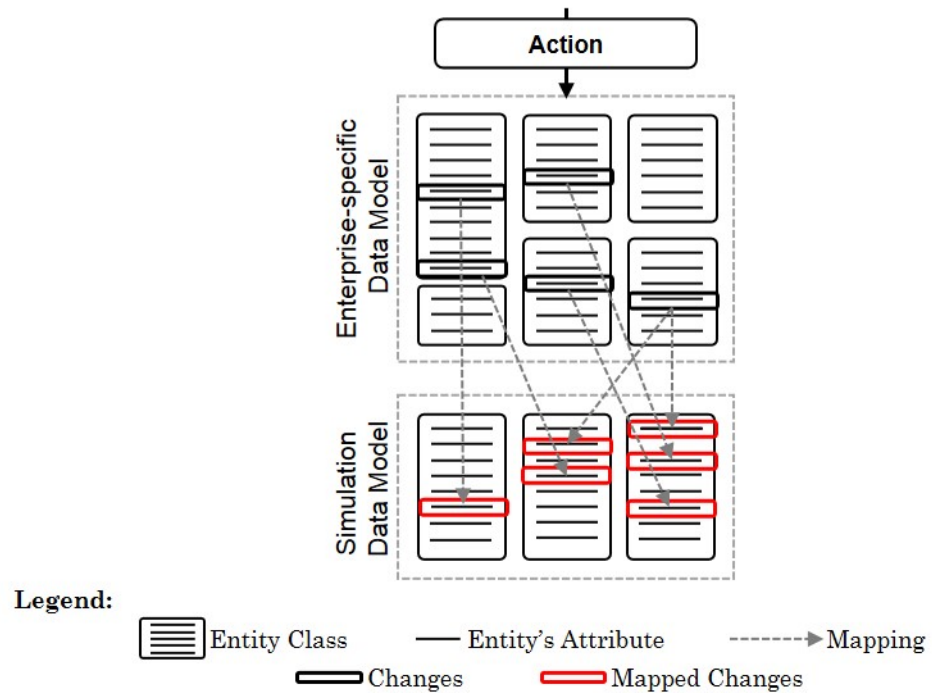 Action
Enterprise-specific
Data Model
Simulation
Data Model
Legend:
Entity Class
Entity's Attribute
Mapping
Changes
Mapped Changes